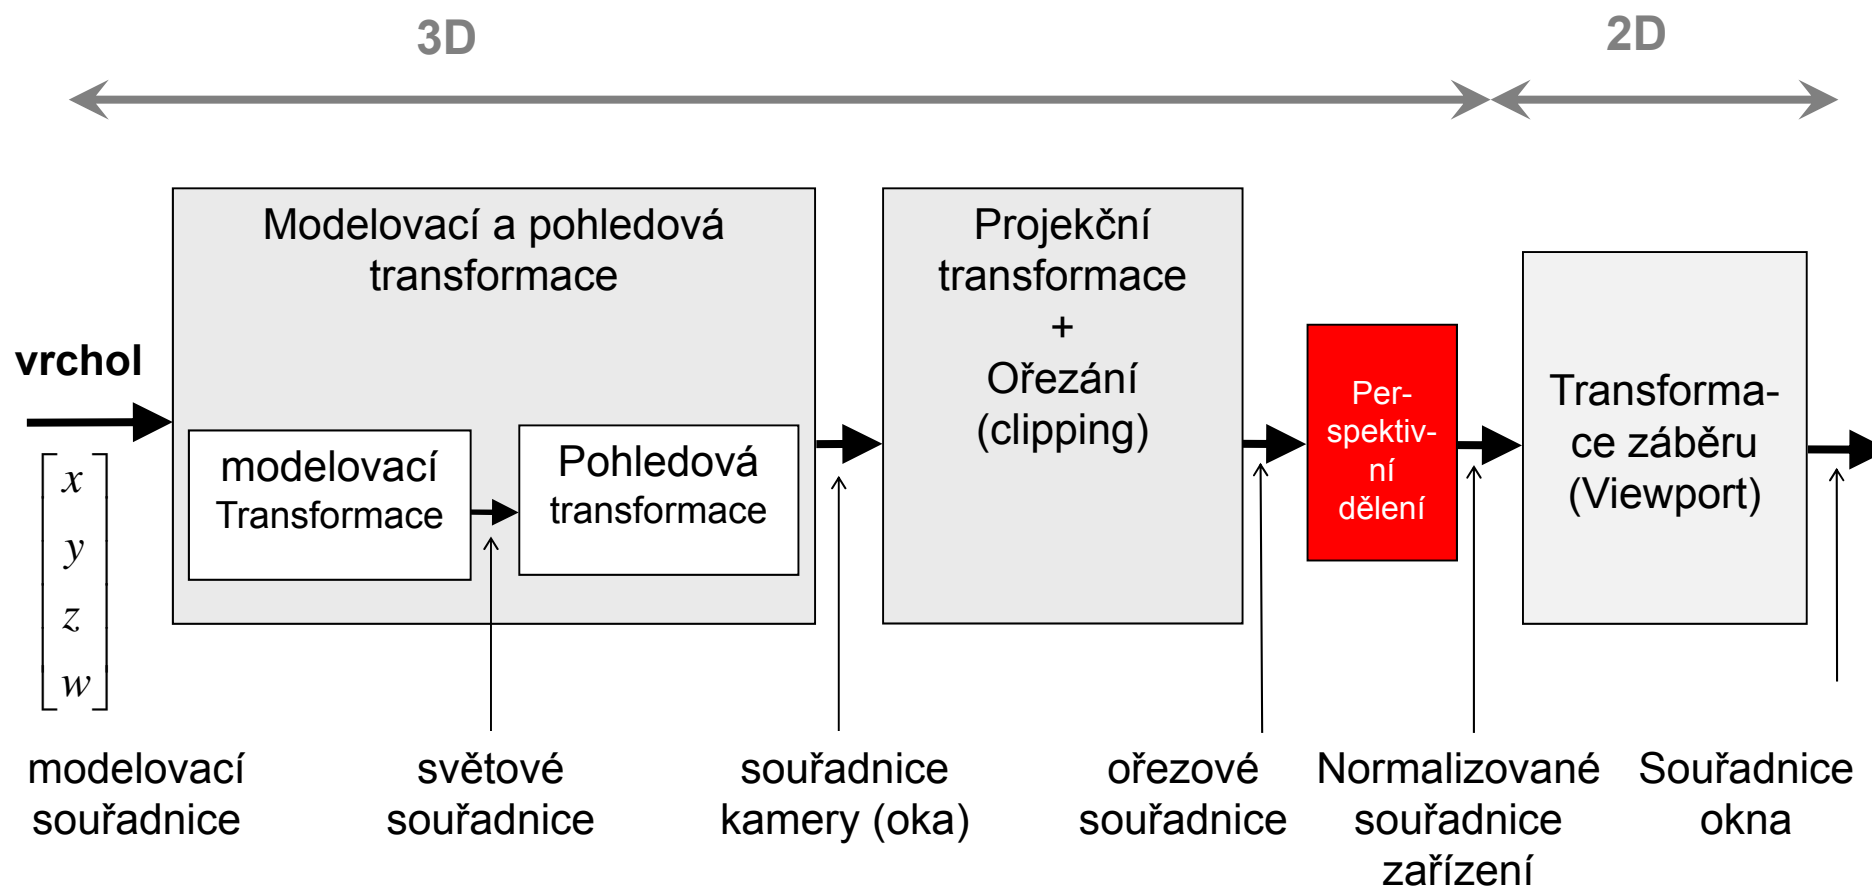 3D
2D
Modelovací a pohledová
transformace
Projekční
transformace
+
Ořezání
(clipping)
vrchol
x
y
z
w
modelovací
Transformace
Pohledová
transformace
Per-
spektiv-
ní
dělení
Transforma-
ce záběru
(Viewport)
modelovací
souřadnice
světové
souřadnice
souřadnice
kamery (oka)
ořezové
souřadnice
Normalizované
souřadnice
zařízení
Souřadnice
okna